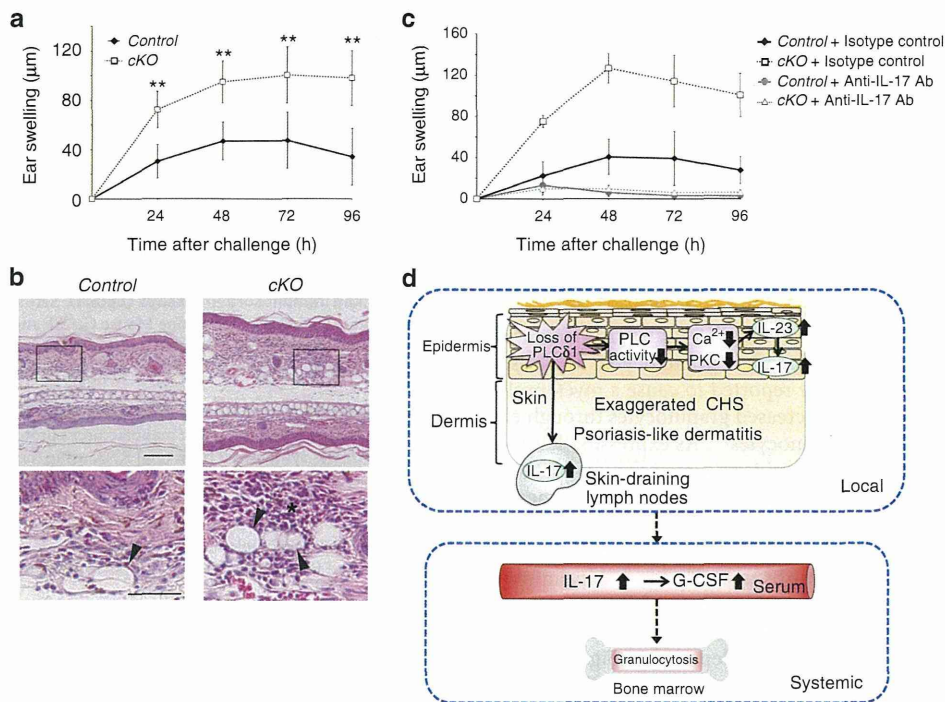 a
Ear swelling (µm)
120
80
40
0
24
48
72
96
Time after challenge (h)
Control
cKO
**
**
**
**
c
Ear swelling (µm)
160
120
80
40
0
24
48
72
96
Time after challenge (h)
Control + Isotype control
cKO + Isotype control
Control + Anti-IL-17 Ab
cKO + Anti-IL-17 Ab
b
Control
cKO
*
d
Epidermis
Loss of
PLCδ1
PLC
activity
Ca2+
PKC
IL-23
IL-17
Dermis
Skin
Exaggerated CHS
Psoriasis-like dermatitis
IL-17
Skin-draining
lymph nodes
Local
IL-17
G-CSF
Serum
Granulocytosis
Bone marrow
Systemic